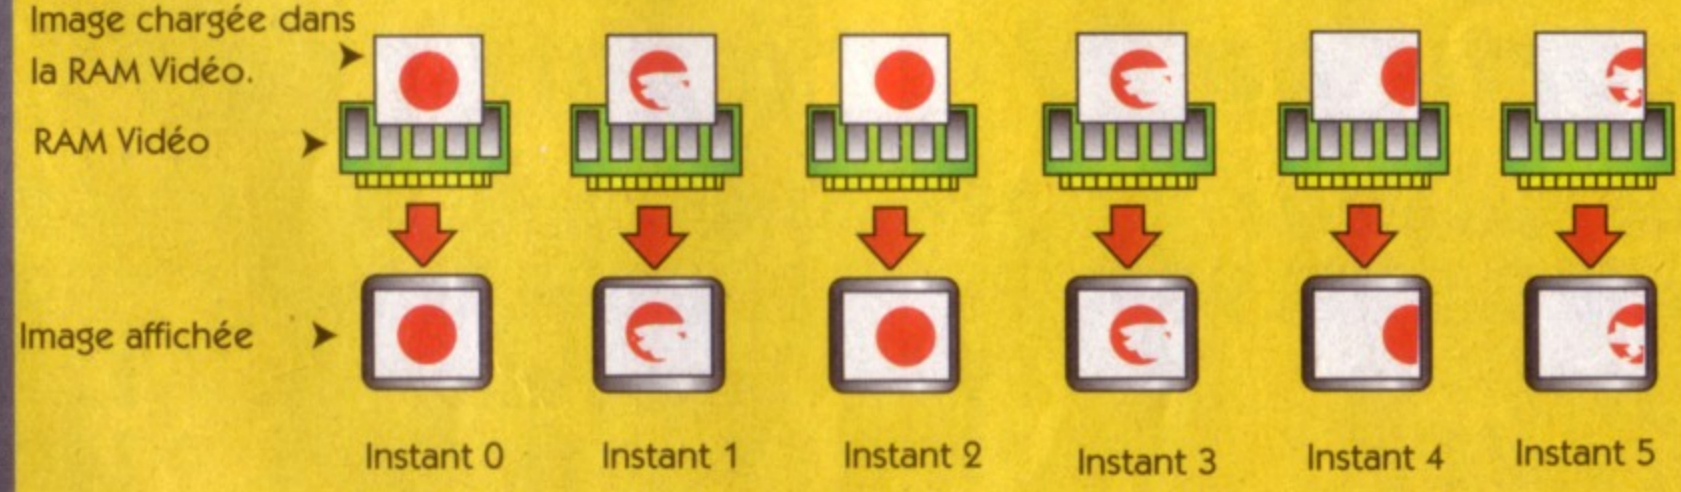 Image chargée dans
la RAM Vidéo.
RAM Vidéo
Image affichée
Instant 0
Instant 1
Instant 2
Instant 3
Instant 4
Instant 5